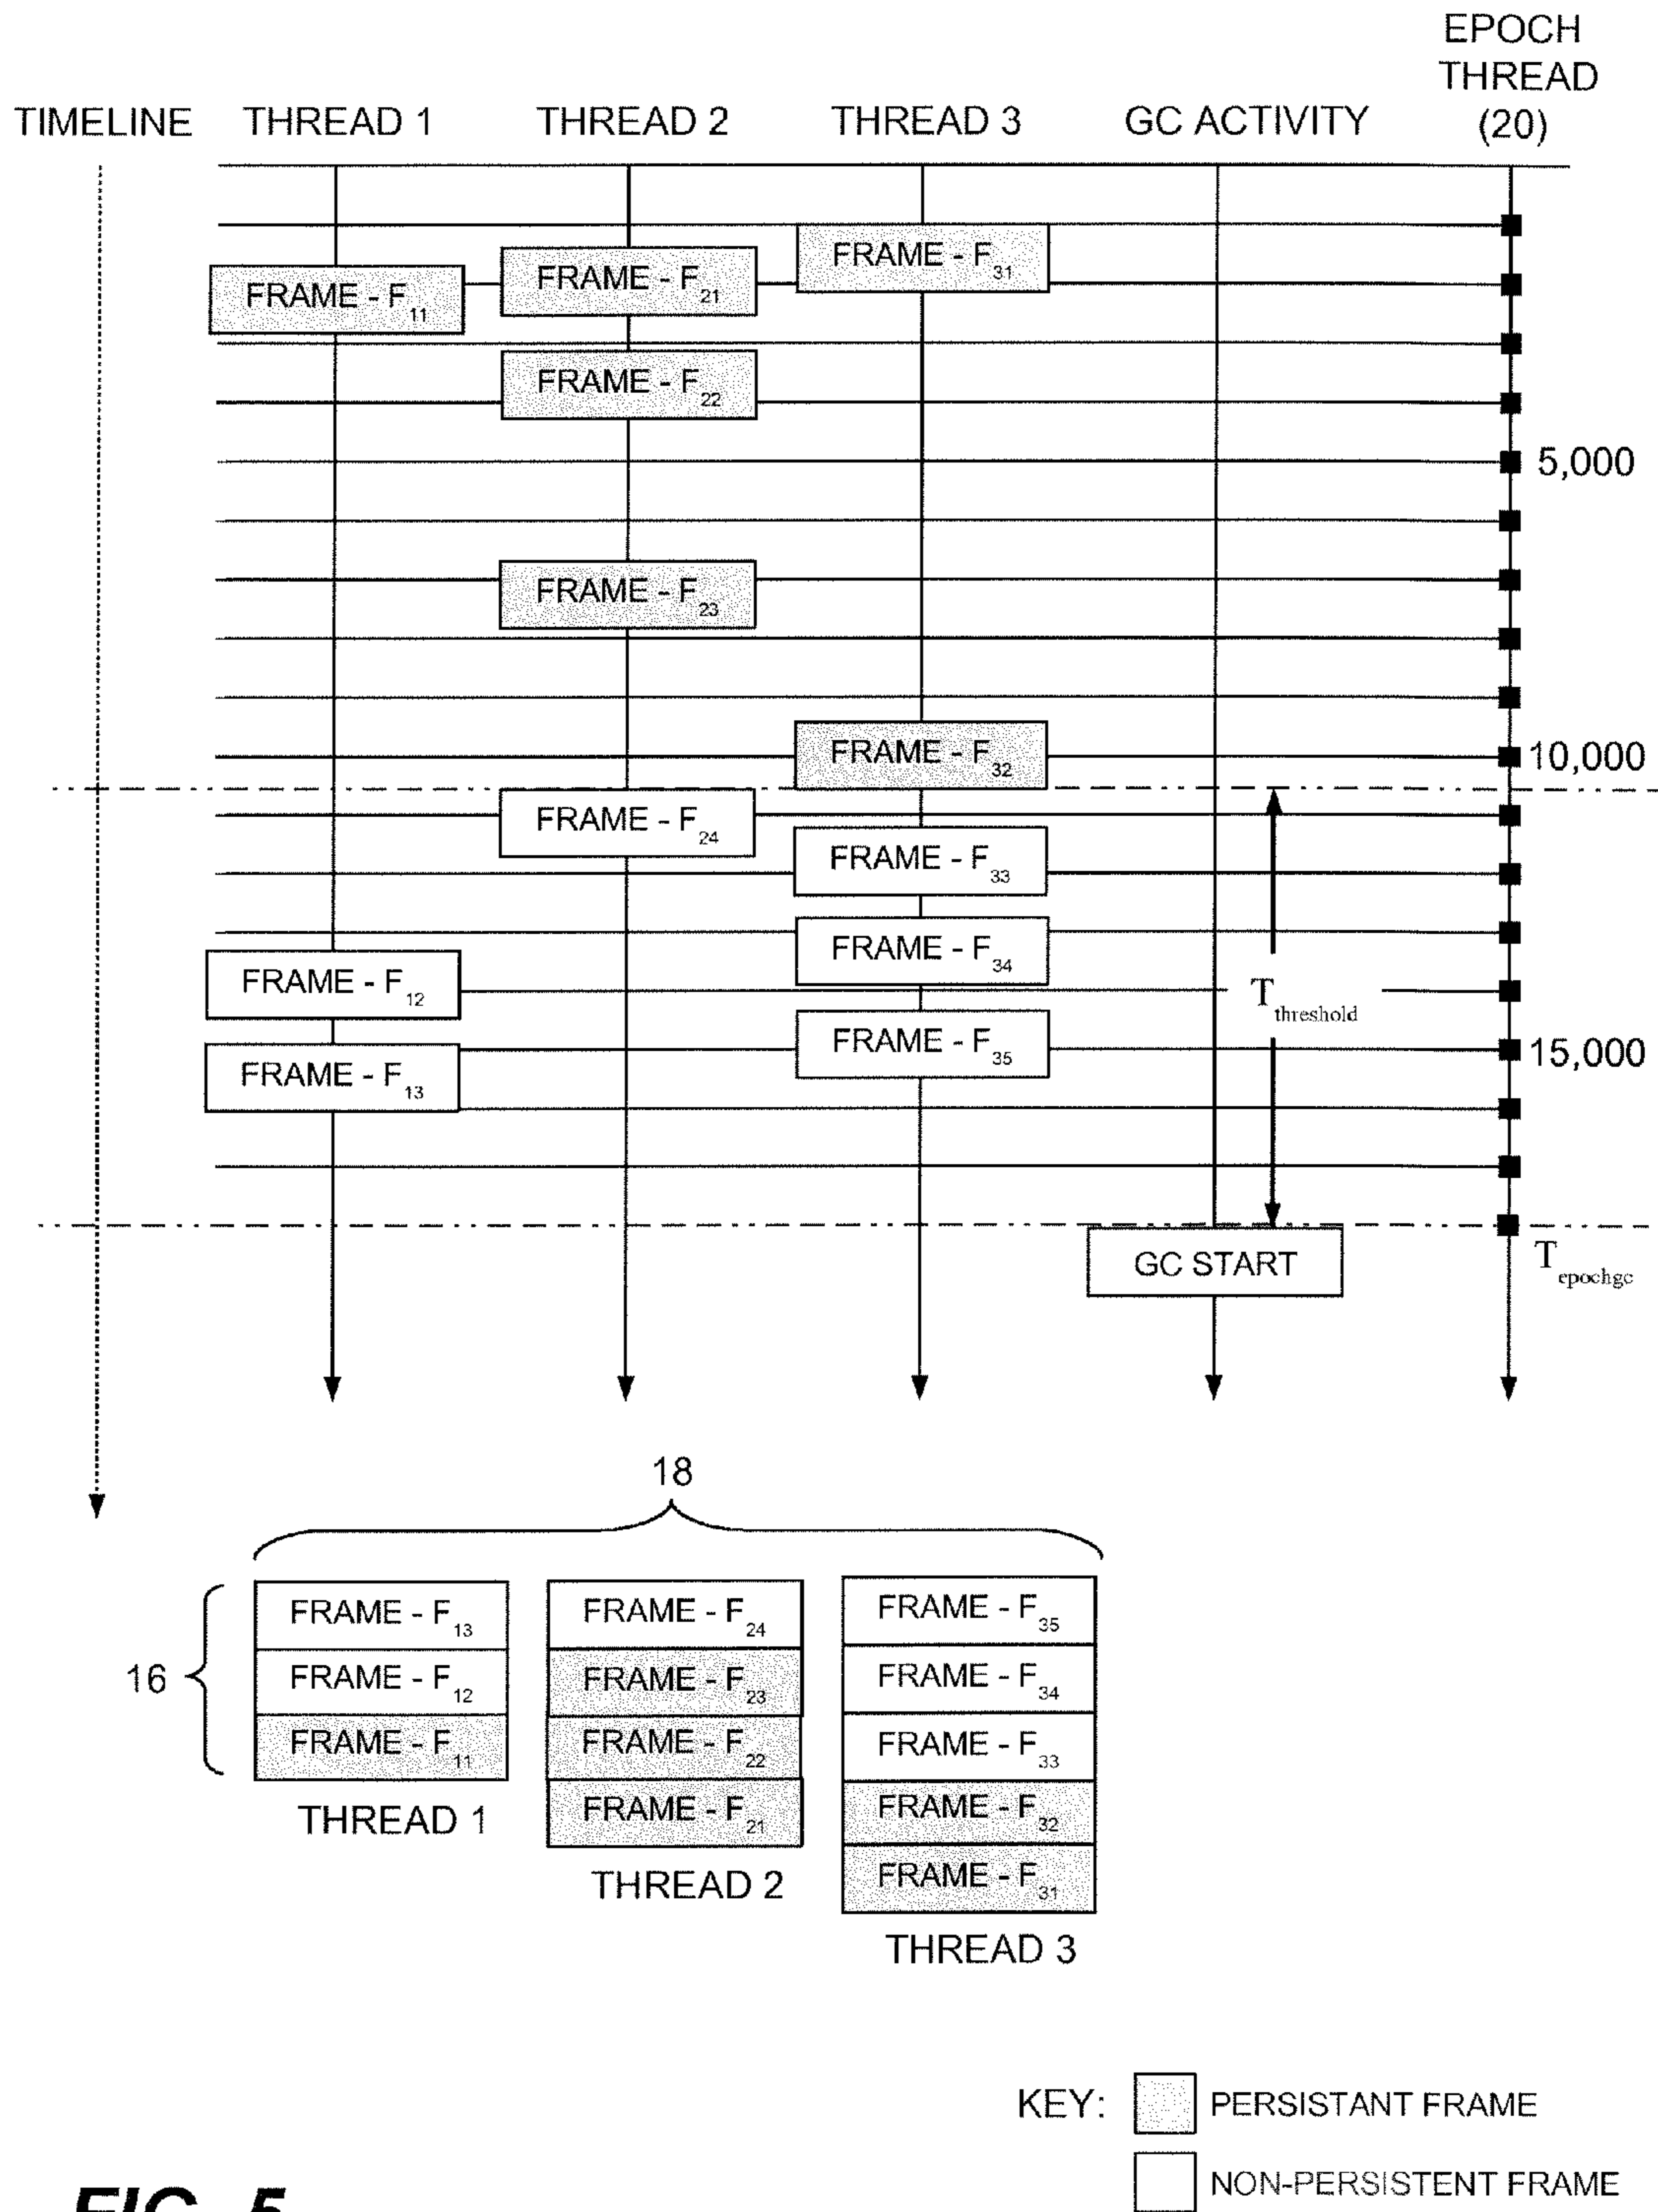 EPOCH
THREAD
(20)
TIMELINE THREAD 1 THREAD 2 THREAD 3 GC ACTIVITY
FRAME - F31
FRAME - F21
FRAME - F11
FRAME - F22
5,000
FRAME - F23
FRAME - F32
10,000
FRAME - F24
FRAME - F33
FRAME - F34
FRAME - F12
Tthreshold
FRAME - F35
15,000
FRAME - F13
GC START
Tepochgc
18
16
FRAME - F13
FRAME - F12
FRAME - F11
THREAD 1
FRAME - F24
FRAME - F23
FRAME - F22
FRAME - F21
THREAD 2
FRAME - F35
FRAME - F34
FRAME - F33
FRAME - F32
FRAME - F31
THREAD 3
KEY:
PERSISTANT FRAME
NON-PERSISTENT FRAME
FIG. 5